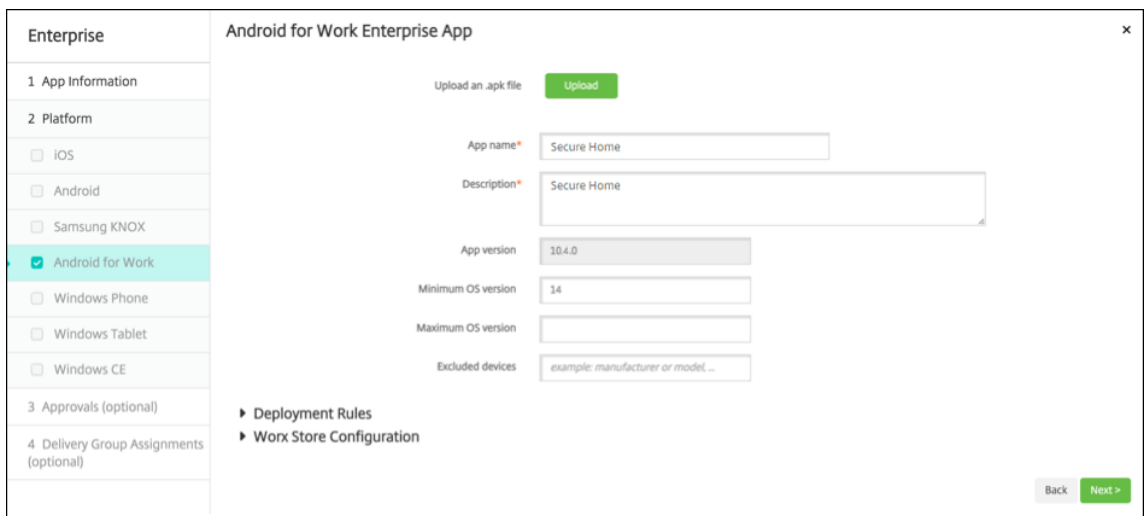 Enterprise
1 App Information
2 Platform
iOS
Android
Samsung KNOX
Android for Work
Windows Phone
Windows Tablet
Windows CE
3 Approvals (optional)
4 Delivery Group Assignments
(optional)
Android for Work Enterprise App
×
Upload an .apk file
Upload
App name*
Secure Home
Description*
Secure Home
App version
10.4.0
Minimum OS version
14
Maximum OS version
Excluded devices
example: manufacturer or model, ...
Deployment Rules
Worx Store Configuration
Back
Next >